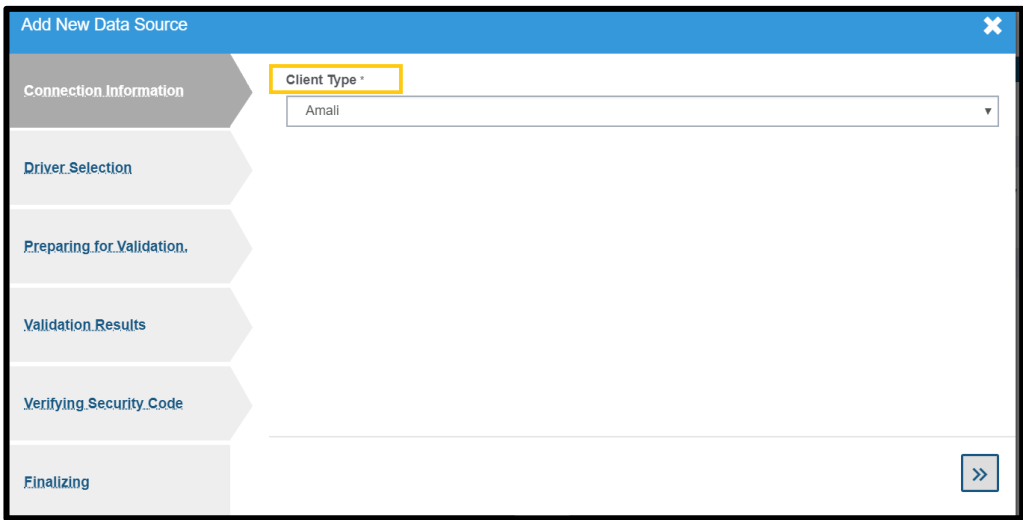 Add New Data Source
Connection Information
Client Type *
Amali
Driver Selection
Preparing for Validation.
Validation Results
Verifying Security Code
Finalizing